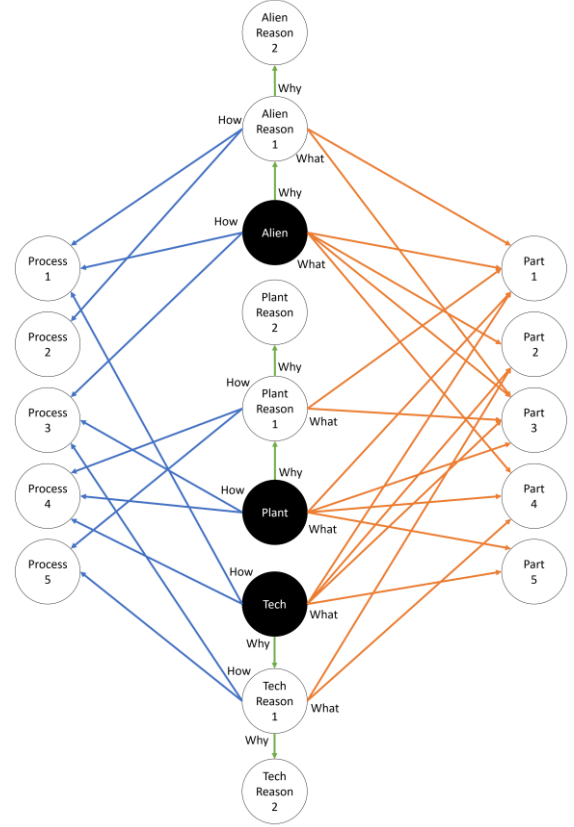 Alien
Reason
2
Why
How
Alien
Reason
1
What
Why
How
Alien
What
Process
1
Part
1
Plant
Reason
2
Process
2
Part
2
Why
How
Plant
Reason
1
What
Process
3
Part
3
Why
How
Plant
What
Process
4
Part
4
Process
5
Part
5
How
Tech
What
Why
How
Tech
Reason
1
What
Why
Tech
Reason
2